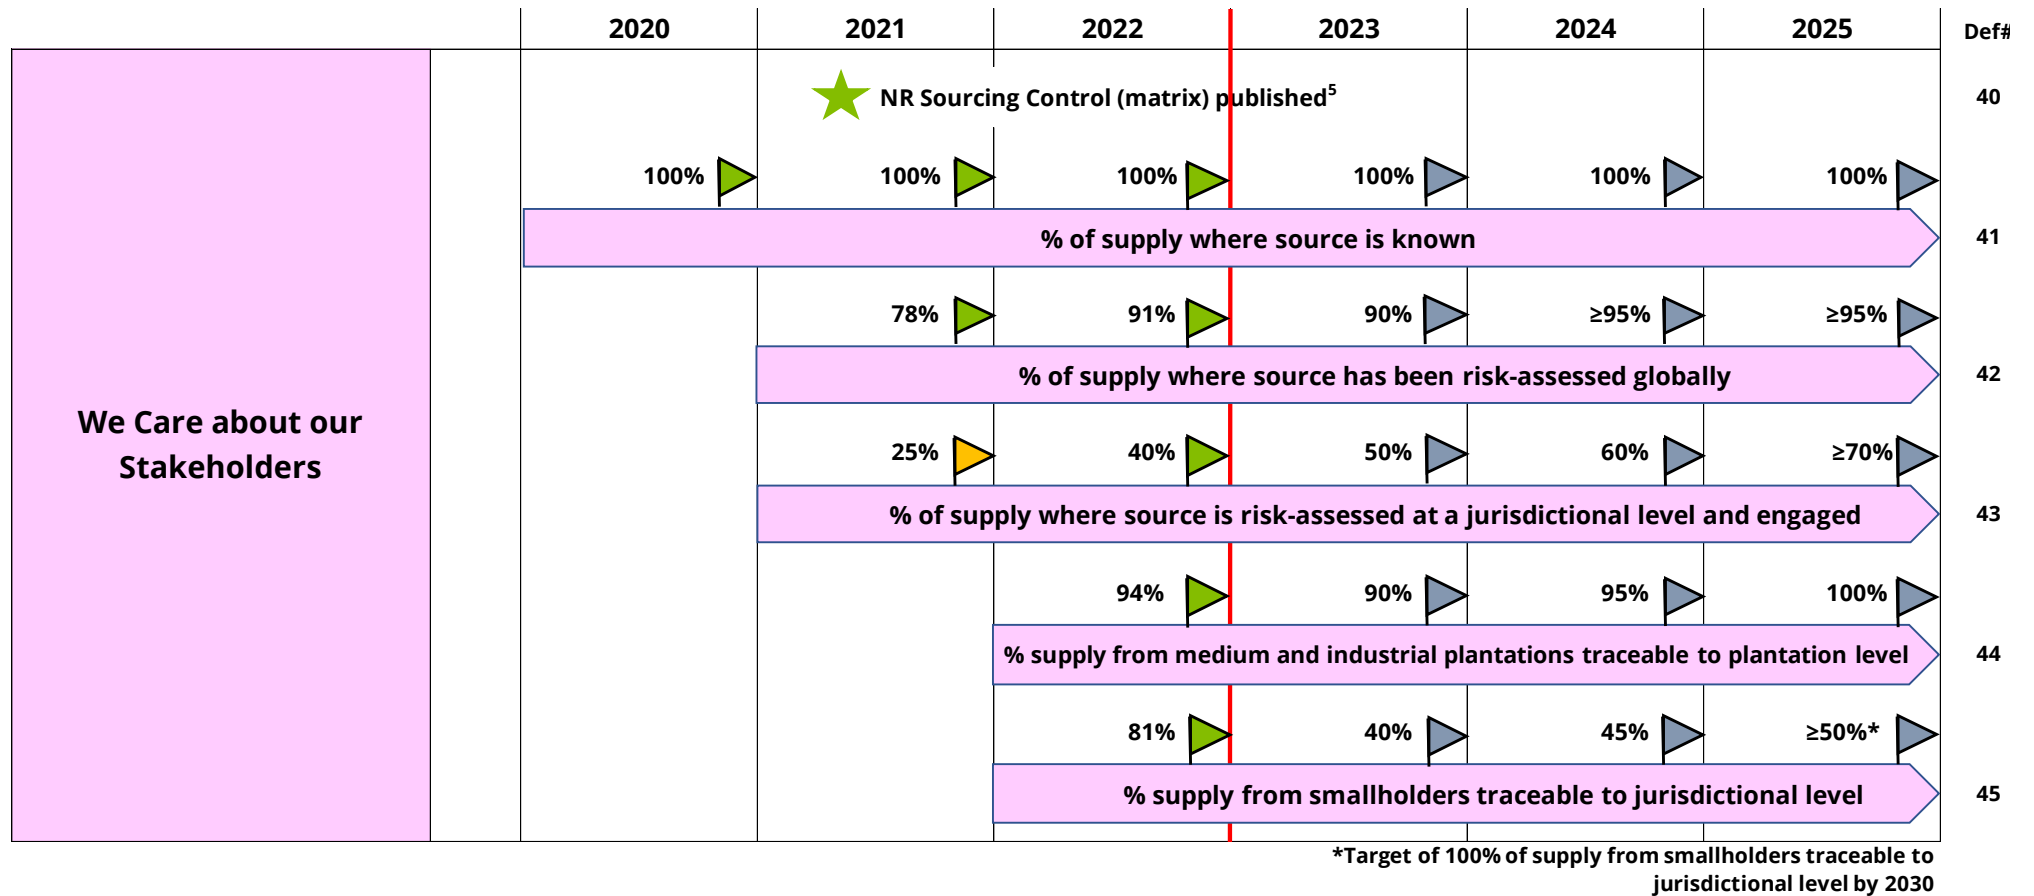 2020 2021 2022 2023 2024 2025 Def#
NR Sourcing Control (matrix) published5 40
100% 100% 100% 100% 100% 100%
% of supply where source is known 41
78% 91% 90% ≥95% ≥95%
% of supply where source has been risk-assessed globally 42
We Care about our
Stakeholders
25% 40% 50% 60% ≥70%
% of supply where source is risk-assessed at a jurisdictional level and engaged 43
94% 90% 95% 100%
% supply from medium and industrial plantations traceable to plantation level 44
81% 40% 45% ≥50%*
% supply from smallholders traceable to jurisdictional level 45
*Target of 100% of supply from smallholders traceable to
jurisdictional level by 2030